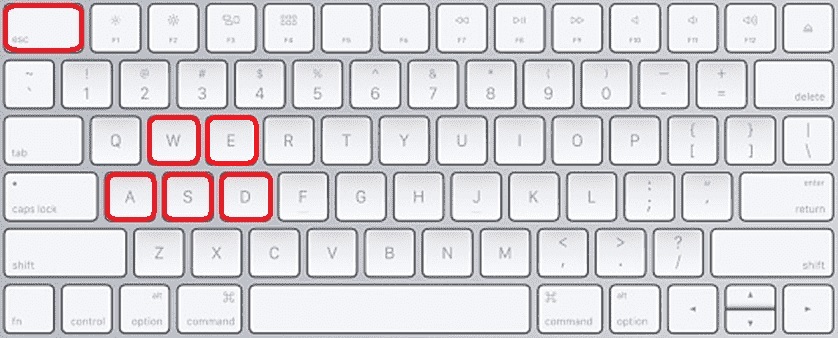 esc F1 F2 F3 F4 F5 F6 F7 F8 F9 F10 F11 F12
~ ` ! 1 @ 2 # 3 $ 4 % 5 ^ 6 & 7 * 8 ( 9 ) 0 — - + = delete
tab Q W E R T Y U I O P { [ } ] | \
caps lock A S D F G H J K L : ; " ' enter return
shift Z X C V B N M < , > . ? / shift
fn control alt option ⌘ command ⌘ command alt option ◄ ▲ ▼ ►